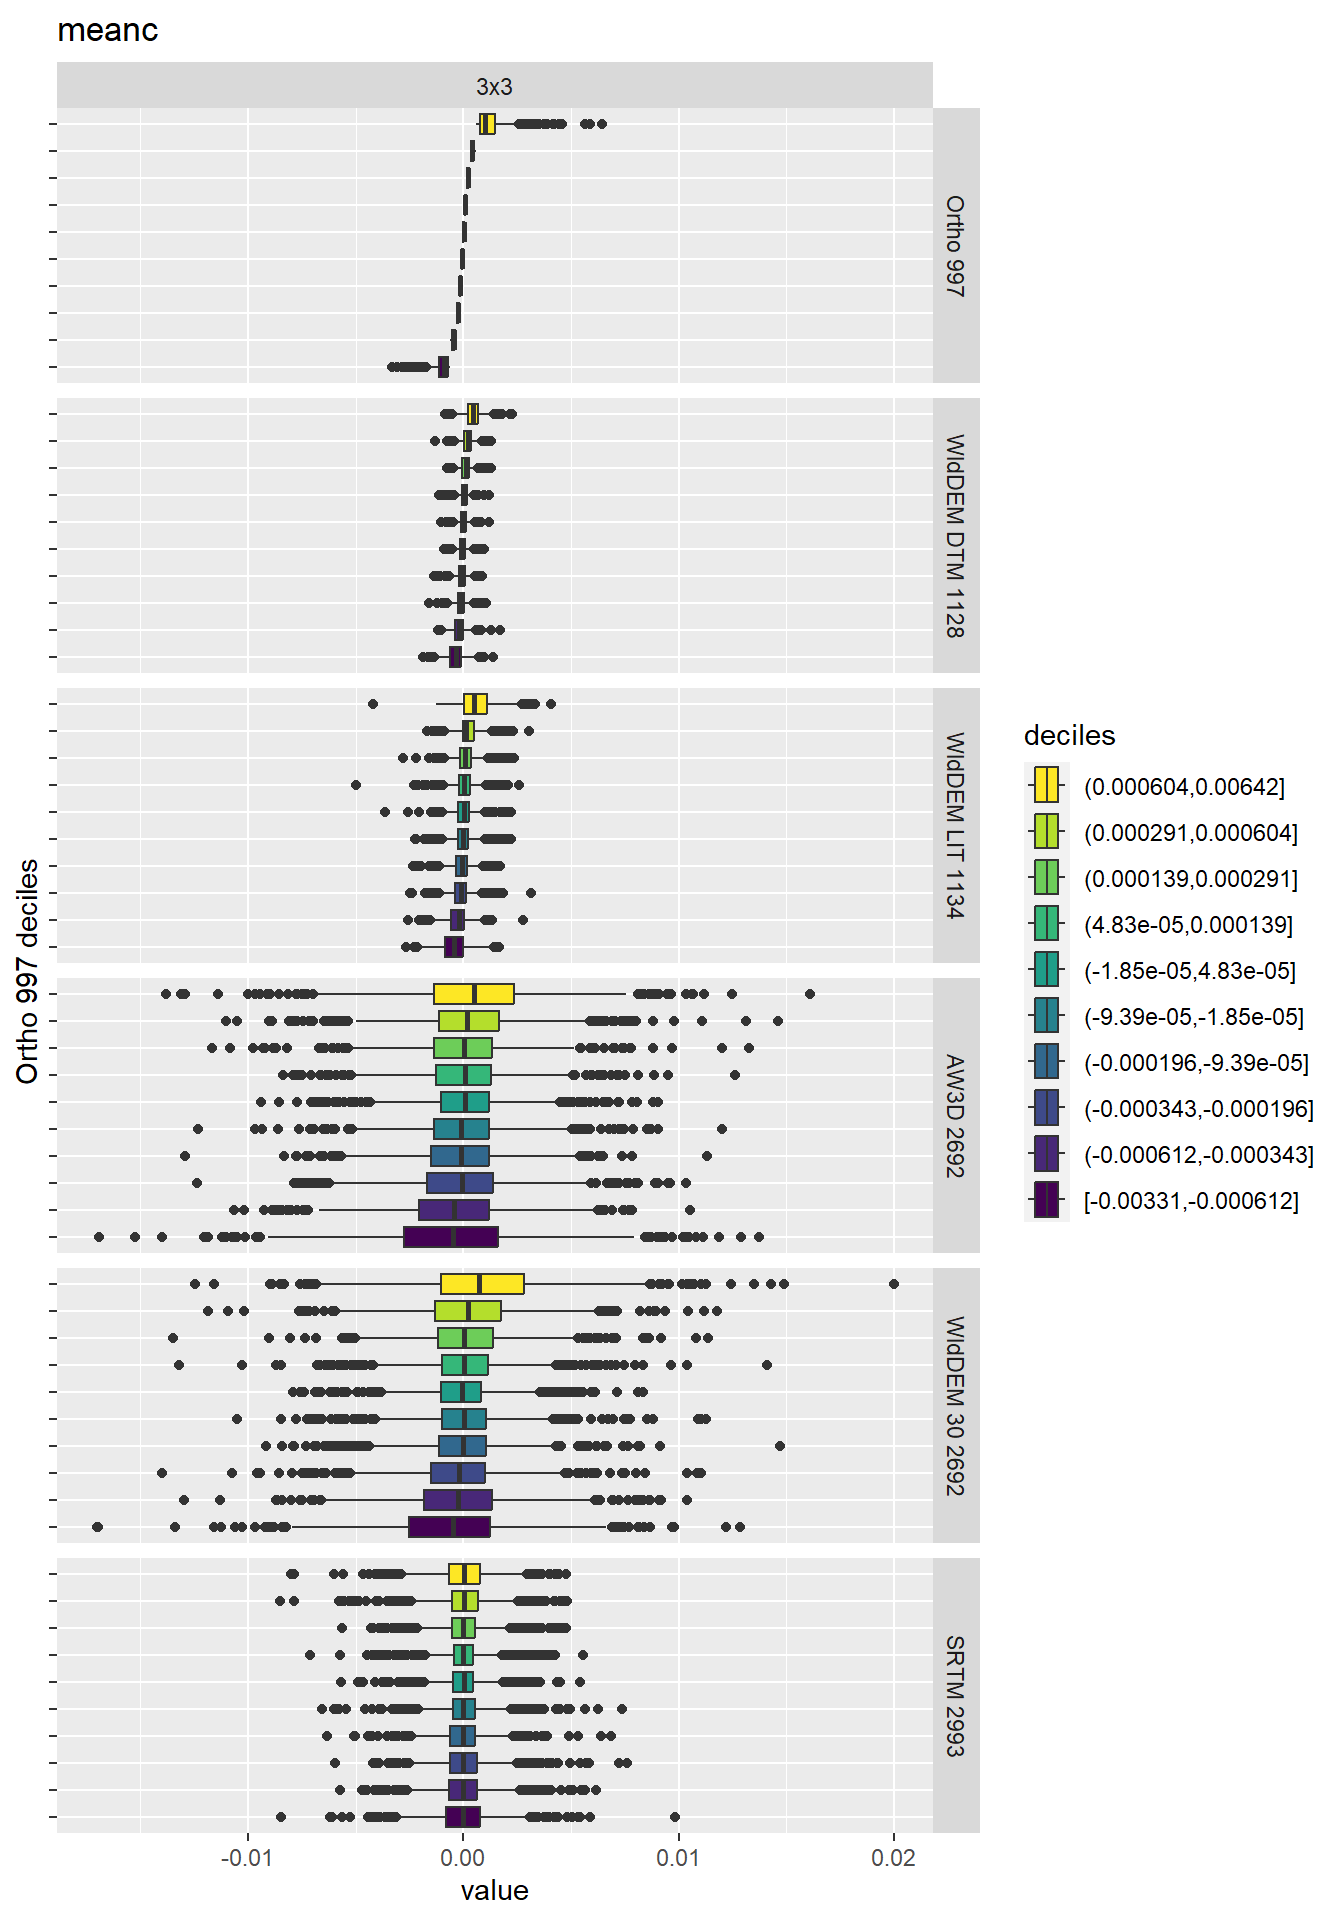 meanc
3x3
Ortho 997
WldDEM DTM 1128
WldDEM LIT 1134
AW3D 2692
WldDEM 30 2692
SRTM 2993
Ortho 997 deciles
-0.01
0.00
0.01
0.02
value
deciles
(0.000604,0.00642]
(0.000291,0.000604]
(0.000139,0.000291]
(4.83e-05,0.000139]
(-1.85e-05,4.83e-05]
(-9.39e-05,-1.85e-05]
(-0.000196,-9.39e-05]
(-0.000343,-0.000196]
(-0.000612,-0.000343]
[-0.00331,-0.000612]